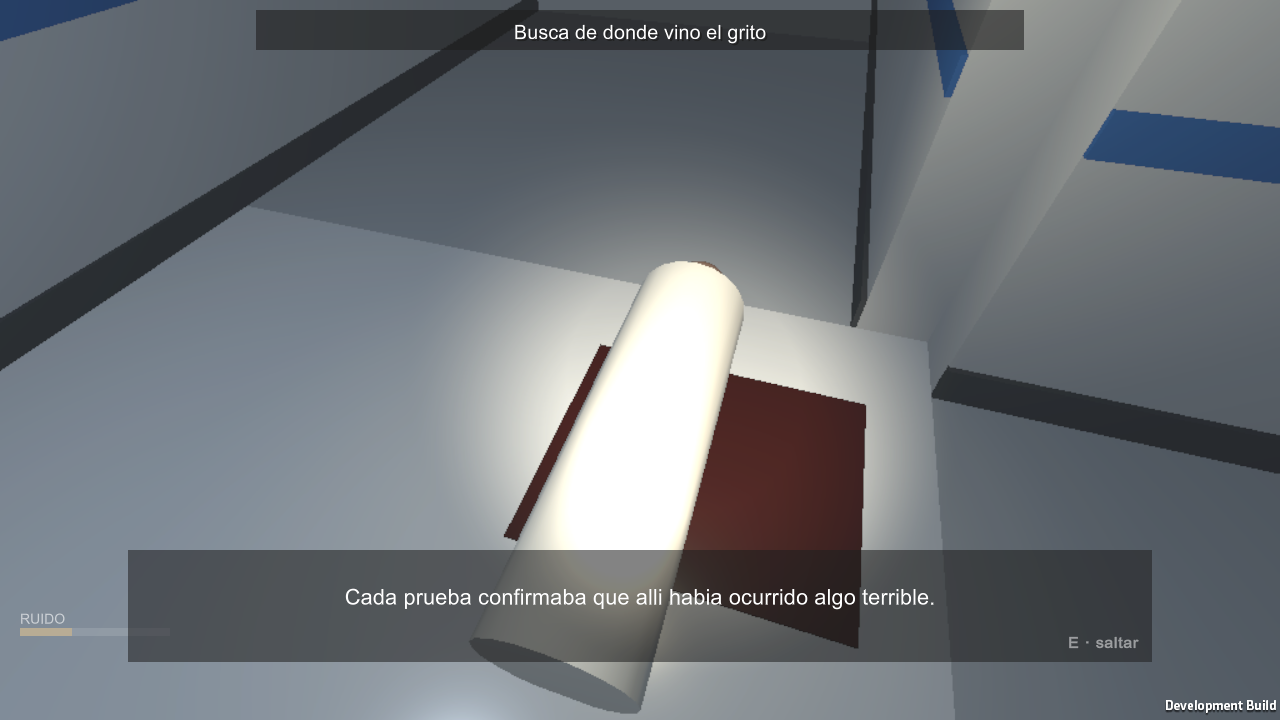 Busca de donde vino el grito
Cada prueba confirmaba que alli habia ocurrido algo terrible.
RUIDO
E · saltar
Development Build